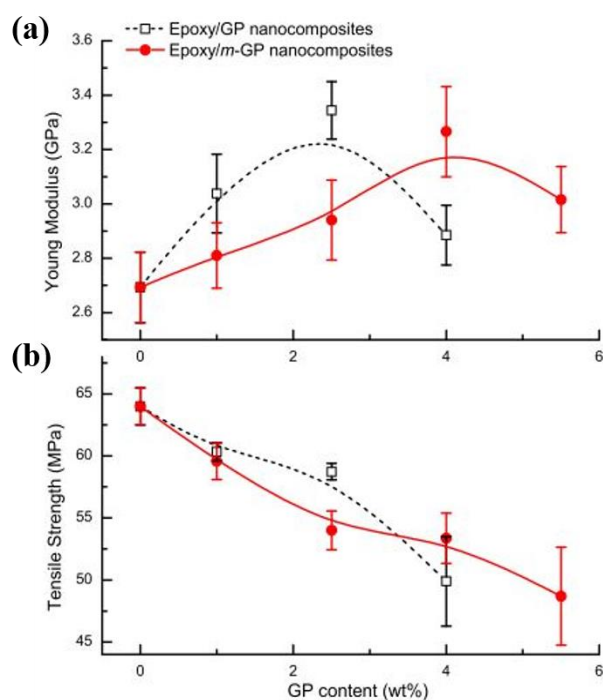 (a)
Epoxy/GP nanocomposites
Epoxy/m-GP nanocomposites
Young Modulus (GPa)
3.6
3.4
3.2
3.0
2.8
2.6
0 2 4 6
(b)
Tensile Strength (MPa)
65
60
55
50
45
0 2 4 6
GP content (wt%)